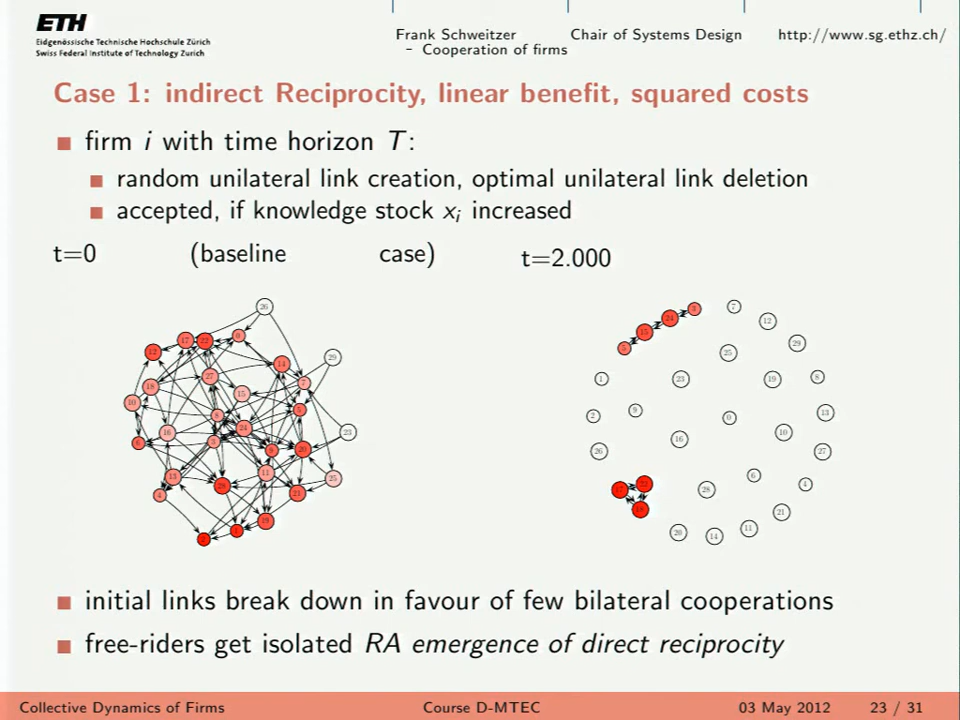 ETH
Eidgenössische Technische Hochschule Zürich
Swiss Federal Institute of Technology Zurich
Frank Schweitzer Chair of Systems Design http://www.sg.ethz.ch/
– Cooperation of firms
Case 1: indirect Reciprocity, linear benefit, squared costs
firm i with time horizon T:
random unilateral link creation, optimal unilateral link deletion
accepted, if knowledge stock xi increased
t=0 (baseline case) t=2.000
initial links break down in favour of few bilateral cooperations
free-riders get isolated RA emergence of direct reciprocity
Collective Dynamics of Firms Course D-MTEC 03 May 2012 23 / 31